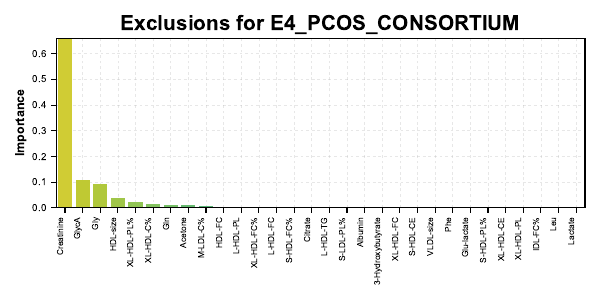 Exclusions for E4_PCOS_CONSORTIUM
Importance
0.6
0.5
0.4
0.3
0.2
0.1
0.0
Creatinine
GlycA
Gly
HDL-size
XL-HDL-PL%
XL-HDL-C%
Gln
Acetone
M-LDL-C%
HDL-FC
L-HDL-PL
XL-HDL-FC%
L-HDL-FC
S-HDL-FC%
Citrate
L-HDL-TG
S-LDL-PL%
Albumin
3-Hydroxybutyrate
XL-HDL-FC
S-HDL-CE
VLDL-size
Phe
Glu-lactate
S-HDL-PL%
XL-HDL-CE
XL-HDL-PL
IDL-FC%
Leu
Lactate